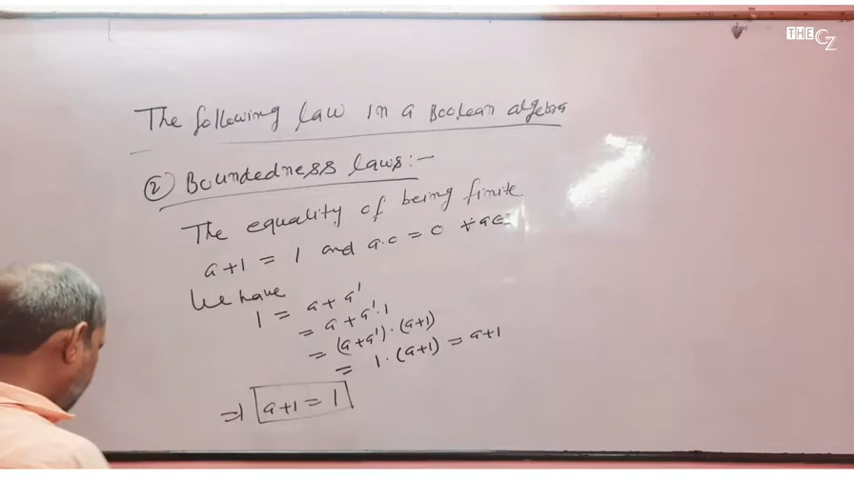 THE CZ
The following law in a Boolean algebra
② Boundedness laws:-
The equality of being finite
a+1 = 1 and a.0 = 0 ∀ a ∈
We have
1 = a + a'
= a + a'.1
= (a + a') . (a+1)
= 1 . (a+1) = a+1
⇒ a+1 = 1